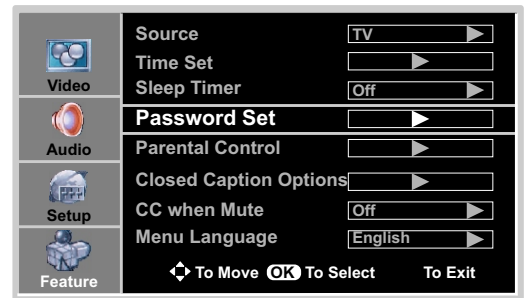 Video
Audio
Setup
Feature
Source TV
Time Set
Sleep Timer Off
Password Set
Parental Control
Closed Caption Options
CC when Mute Off
Menu Language English
To Move OK To Select To Exit